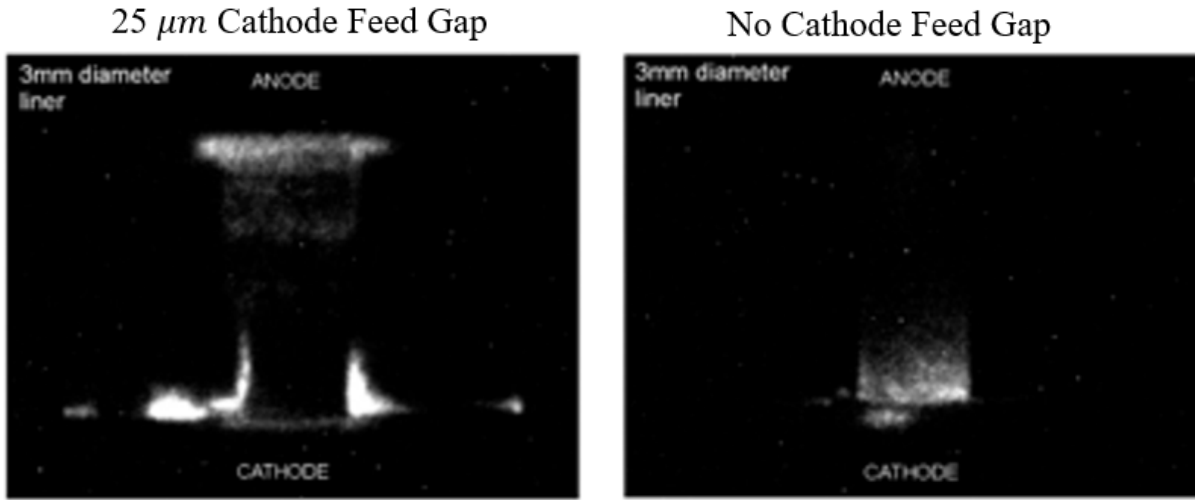 25 μm Cathode Feed Gap
No Cathode Feed Gap
3mm diameter
liner
ANODE
CATHODE
3mm diameter
liner
ANODE
CATHODE